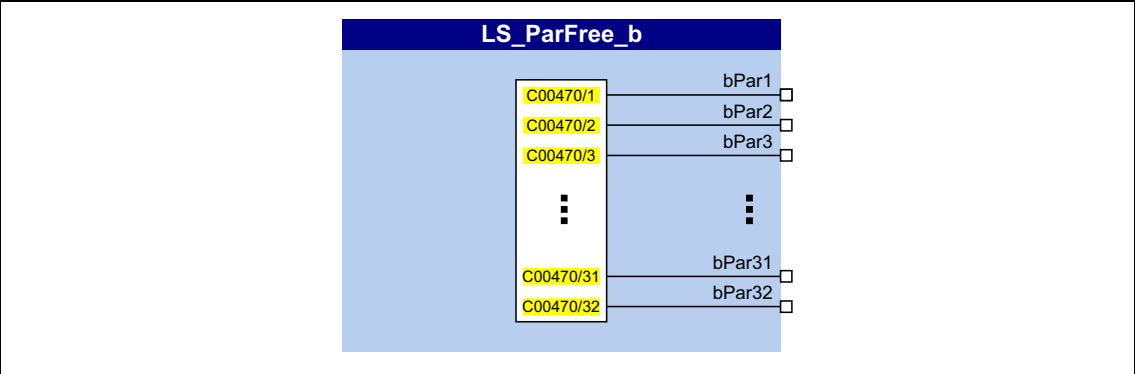 LS_ParFree_b
bPar1
C00470/1
bPar2
C00470/2
bPar3
C00470/3
bPar31
C00470/31
bPar32
C00470/32